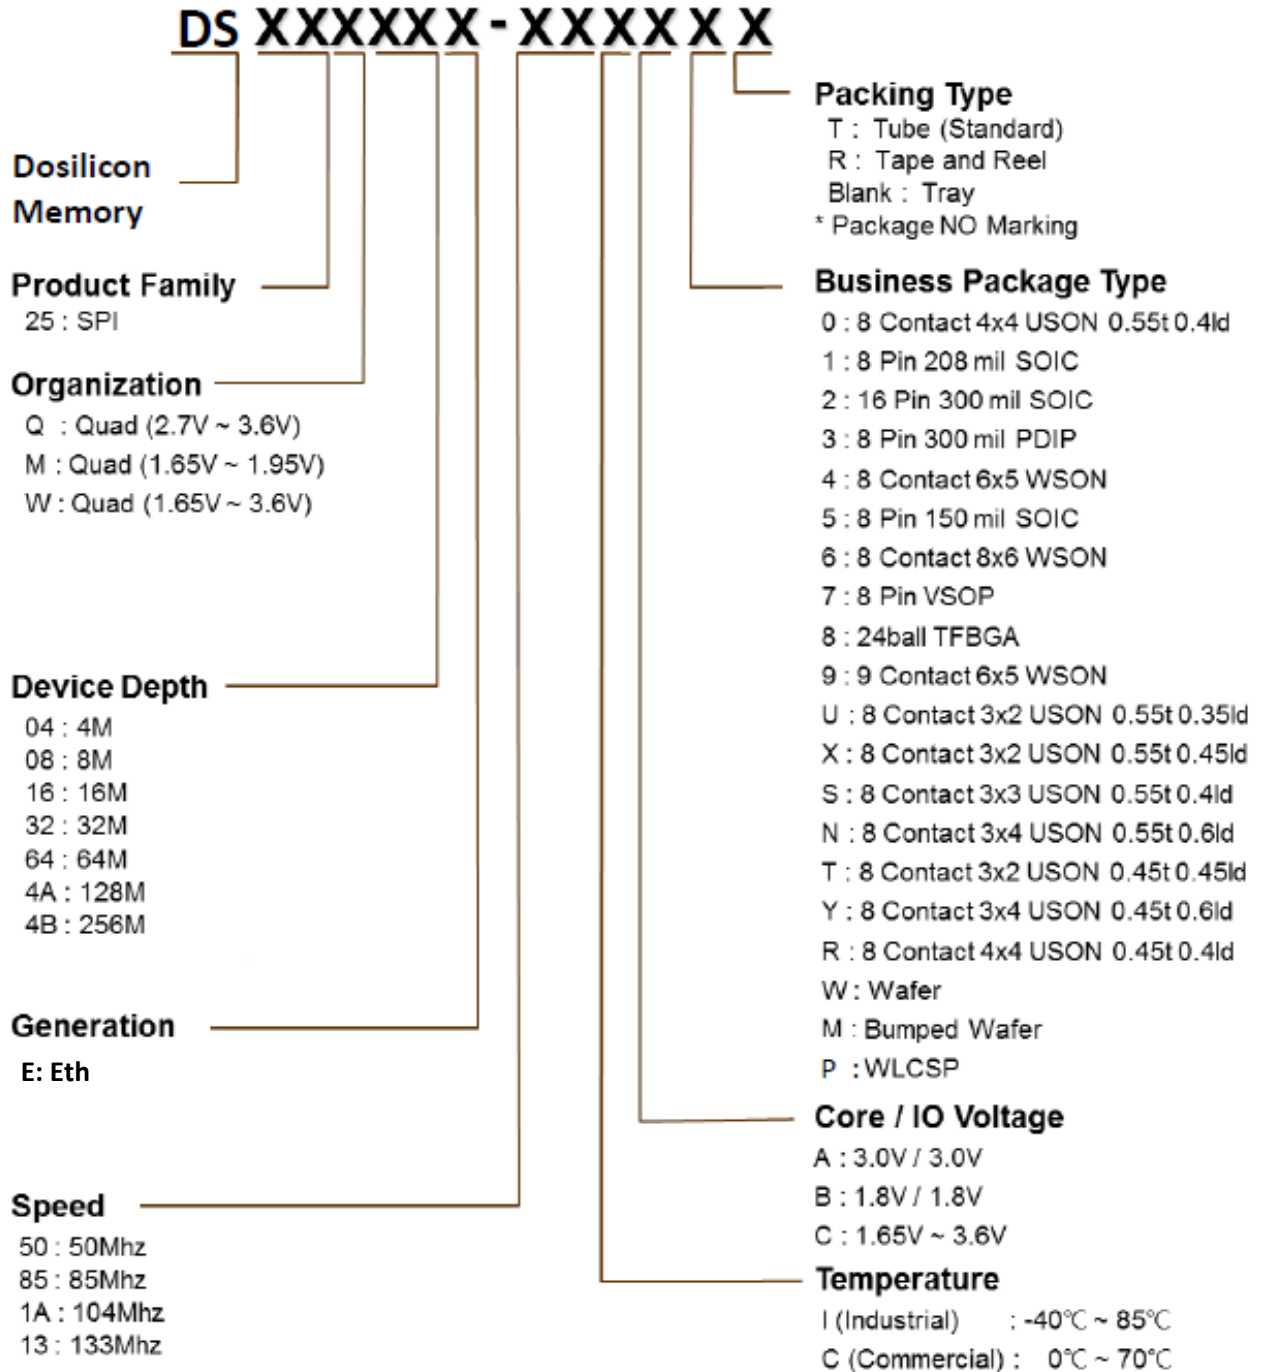 DS XXXXXX - XXXX X X
Dosilicon
Memory
Product Family
25 : SPI
Organization
Q : Quad (2.7V ~ 3.6V)
M : Quad (1.65V ~ 1.95V)
W : Quad (1.65V ~ 3.6V)
Device Depth
04 : 4M
08 : 8M
16 : 16M
32 : 32M
64 : 64M
4A : 128M
4B : 256M
Generation
E: Eth
Speed
50 : 50Mhz
85 : 85Mhz
1A : 104Mhz
13 : 133Mhz
Packing Type
T : Tube (Standard)
R : Tape and Reel
Blank : Tray
* Package NO Marking
Business Package Type
0 : 8 Contact 4x4 USON 0.55t 0.4ld
1 : 8 Pin 208 mil SOIC
2 : 16 Pin 300 mil SOIC
3 : 8 Pin 300 mil PDIP
4 : 8 Contact 6x5 WSON
5 : 8 Pin 150 mil SOIC
6 : 8 Contact 8x6 WSON
7 : 8 Pin VSOP
8 : 24ball TFBGA
9 : 9 Contact 6x5 WSON
U : 8 Contact 3x2 USON 0.55t 0.35ld
X : 8 Contact 3x2 USON 0.55t 0.45ld
S : 8 Contact 3x3 USON 0.55t 0.4ld
N : 8 Contact 3x4 USON 0.55t 0.6ld
T : 8 Contact 3x2 USON 0.45t 0.45ld
Y : 8 Contact 3x4 USON 0.45t 0.6ld
R : 8 Contact 4x4 USON 0.45t 0.4ld
W : Wafer
M : Bumped Wafer
P : WLCSP
Core / IO Voltage
A : 3.0V / 3.0V
B : 1.8V / 1.8V
C : 1.65V ~ 3.6V
Temperature
I (Industrial) : -40℃ ~ 85℃
C (Commercial) : 0℃ ~ 70℃